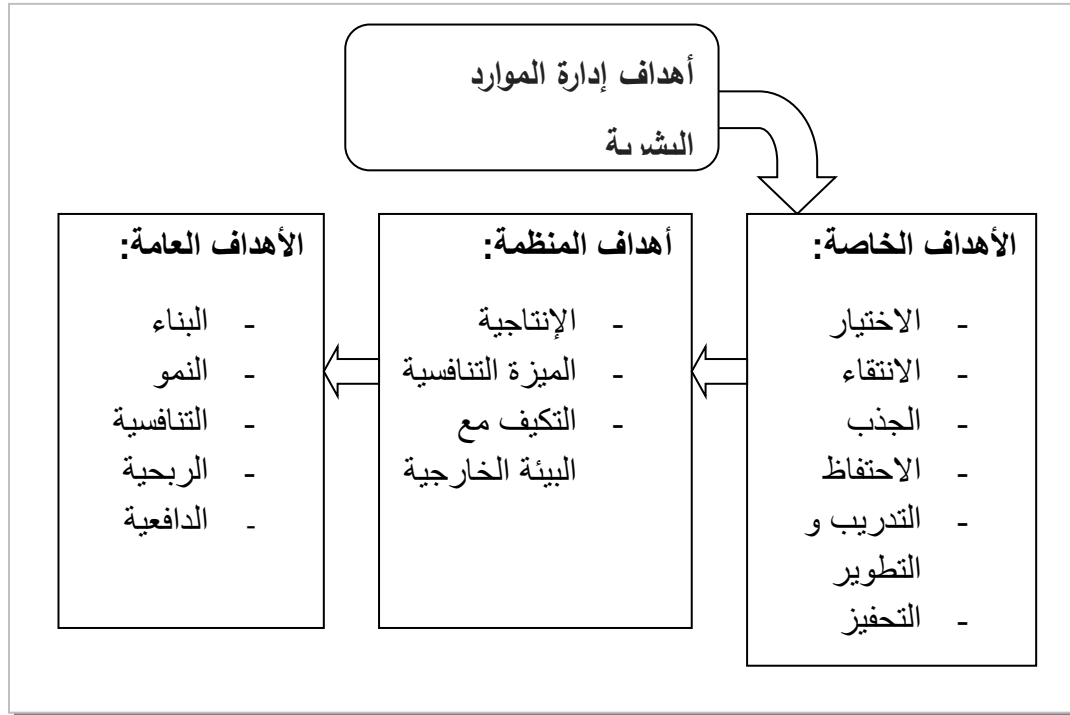 أهداف إدارة الموارد
البشرية
الأهداف الخاصة:
- الاختيار
- الانتقاء
- الجذب
- الاحتفاظ
- التدريب و
التطوير
- التحفيز
أهداف المنظمة:
- الإنتاجية
- الميزة التنافسية
- التكيف مع
البيئة الخارجية
الأهداف العامة:
- البناء
- النمو
- التنافسية
- الربحية
- الدافعية